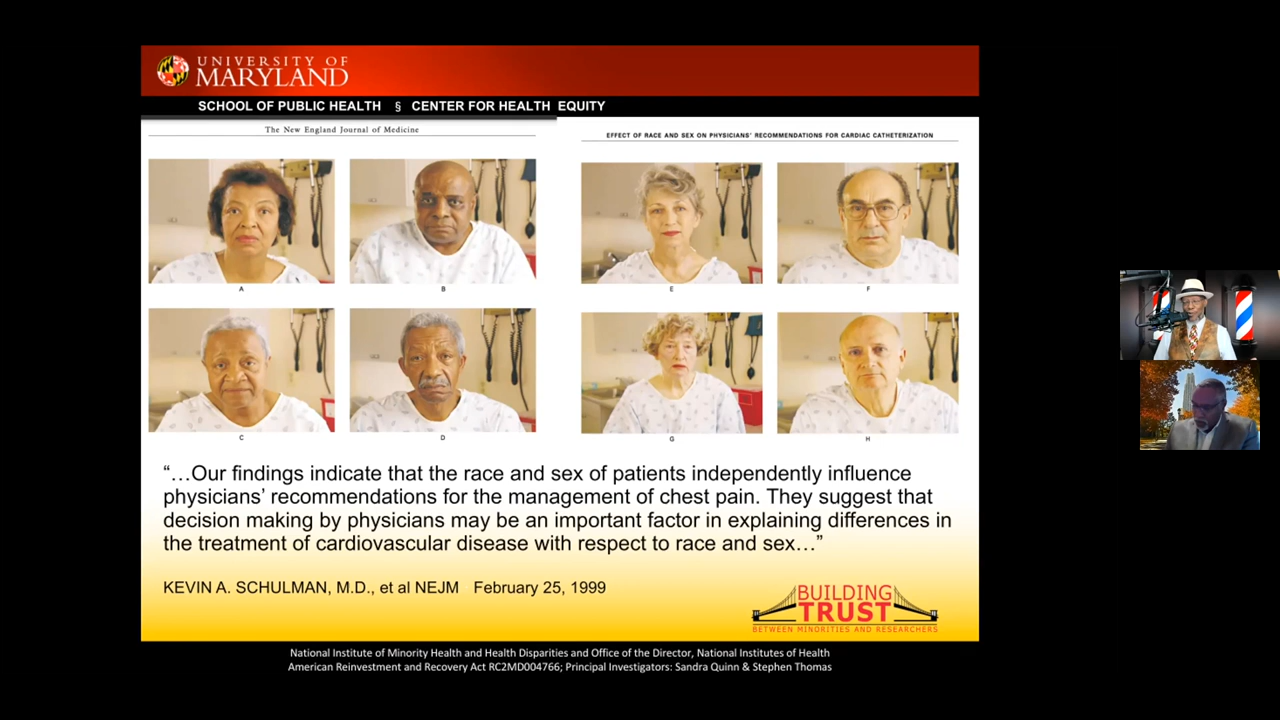 UNIVERSITY OF
MARYLAND
SCHOOL OF PUBLIC HEALTH § CENTER FOR HEALTH EQUITY
The New England Journal of Medicine
EFFECT OF RACE AND SEX ON PHYSICIANS' RECOMMENDATIONS FOR CARDIAC CATHETERIZATION
A
B
E
F
C
D
G
H
“…Our findings indicate that the race and sex of patients independently influence
physicians’ recommendations for the management of chest pain. They suggest that
decision making by physicians may be an important factor in explaining differences in
the treatment of cardiovascular disease with respect to race and sex…”
KEVIN A. SCHULMAN, M.D., et al NEJM February 25, 1999
BUILDING
TRUST
BETWEEN MINORITIES AND RESEARCHERS
National Institute of Minority Health and Health Disparities and Office of the Director, National Institutes of Health
American Reinvestment and Recovery Act RC2MD004766; Principal Investigators: Sandra Quinn & Stephen Thomas